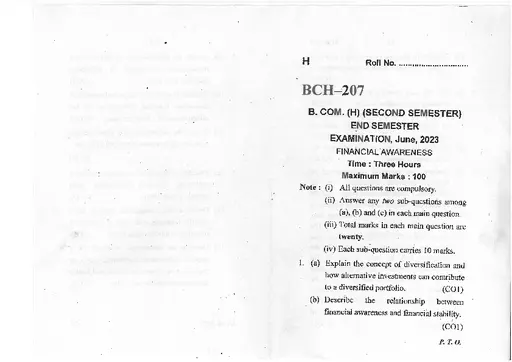 H Roll No. ..............................
BCH–207
B. COM. (H) (SECOND SEMESTER)
END SEMESTER
EXAMINATION, June, 2023
FINANCIAL AWARENESS
Time : Three Hours
Maximum Marks : 100
Note : (i) All questions are compulsory.
(ii) Answer any two sub-questions among
(a), (b) and (c) in each main question
(iii) Total marks in each main question are
twenty.
(iv) Each sub-question carries 10 marks.
1. (a) Explain the concept of diversification and
how alternative investments can contribute
to a diversified portfolio. (CO1)
(b) Describe the relationship between
financial awareness and financial stability.
(CO1)
P. T. O.